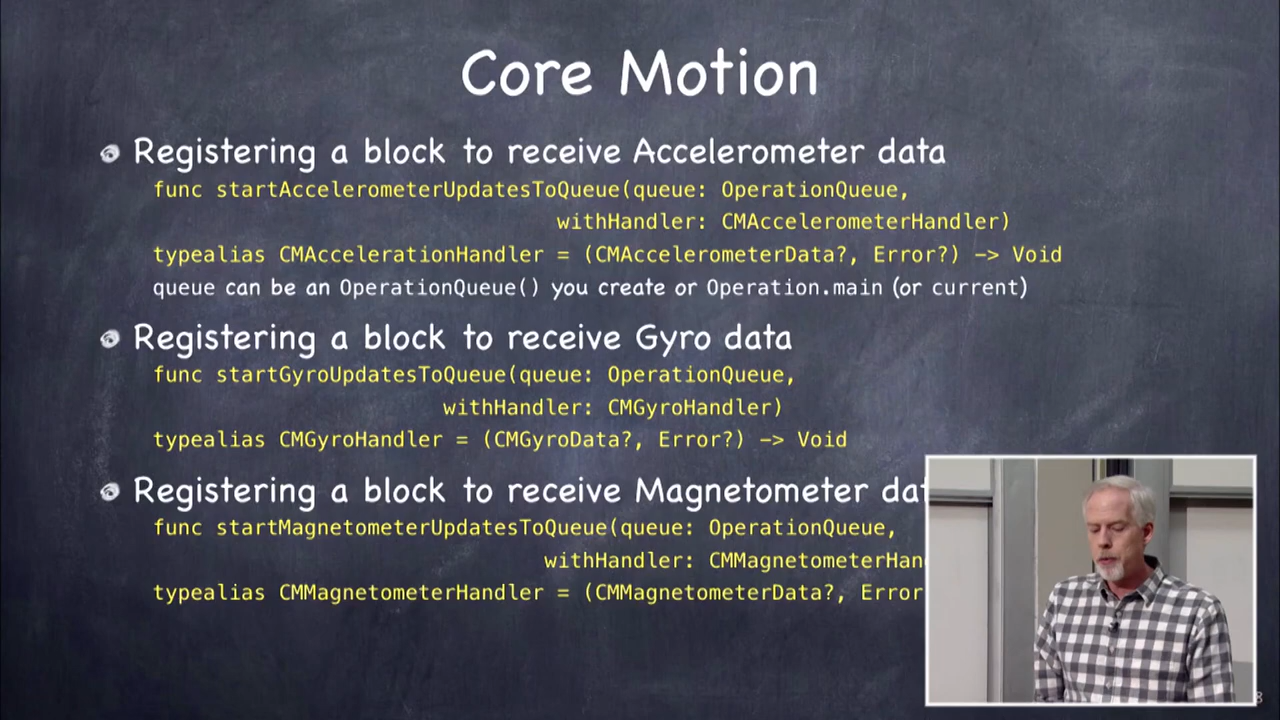 Core Motion
Registering a block to receive Accelerometer data
func startAccelerometerUpdatesToQueue(queue: OperationQueue,
withHandler: CMAccelerometerHandler)
typealias CMAccelerationHandler = (CMAccelerometerData?, Error?) -> Void
queue can be an OperationQueue() you create or Operation.main (or current)
Registering a block to receive Gyro data
func startGyroUpdatesToQueue(queue: OperationQueue,
withHandler: CMGyroHandler)
typealias CMGyroHandler = (CMGyroData?, Error?) -> Void
Registering a block to receive Magnetometer dat
func startMagnetometerUpdatesToQueue(queue: OperationQueue,
withHandler: CMMagnetometerHan
typealias CMMagnetometerHandler = (CMMagnetometerData?, Error